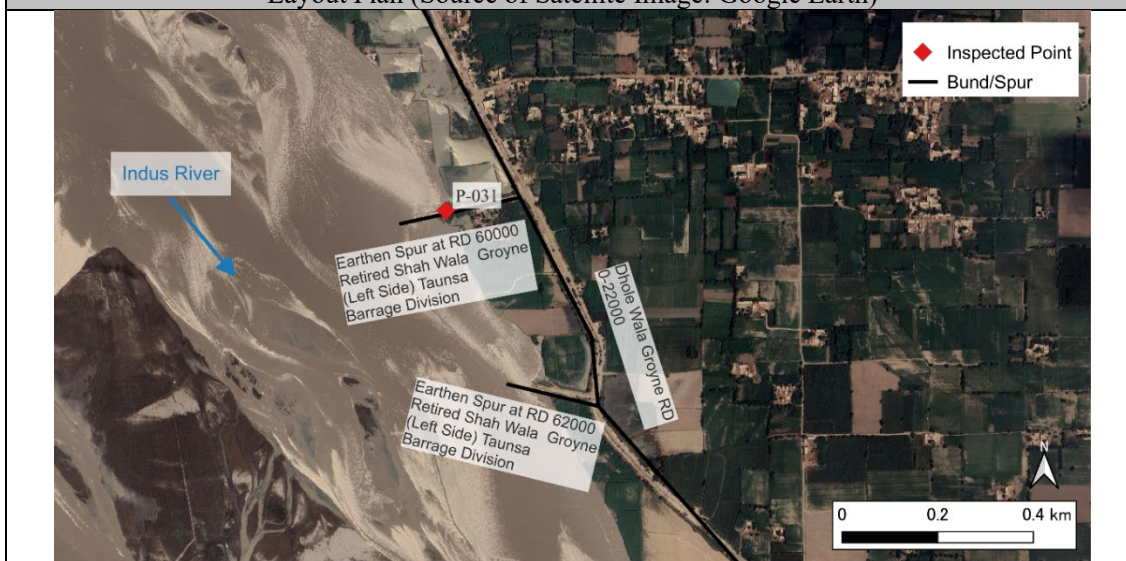 Layout Plan (Source of Satellite Image: Google Earth)
Inspected Point
Bund/Spur
Indus River
P-031
Earthen Spur at RD 60000
Retired Shah Wala Groyne
(Left Side) Taunsa
Barrage Division
Dhole Wala Groyne RD
0-22000
Earthen Spur at RD 62000
Retired Shah Wala Groyne
(Left Side) Taunsa
Barrage Division
N
0 0.2 0.4 km